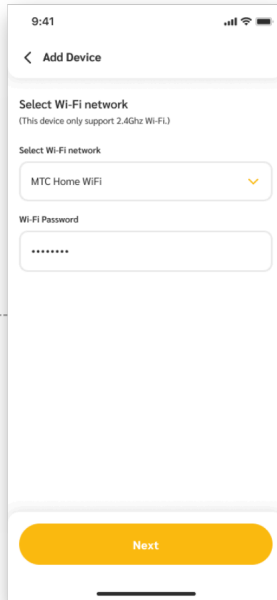 9:41
Add Device
Select Wi-Fi network
(This device only support 2.4Ghz Wi-Fi.)
Select Wi-Fi network
MTC Home WiFi
Wi-Fi Password
••••••••
Next